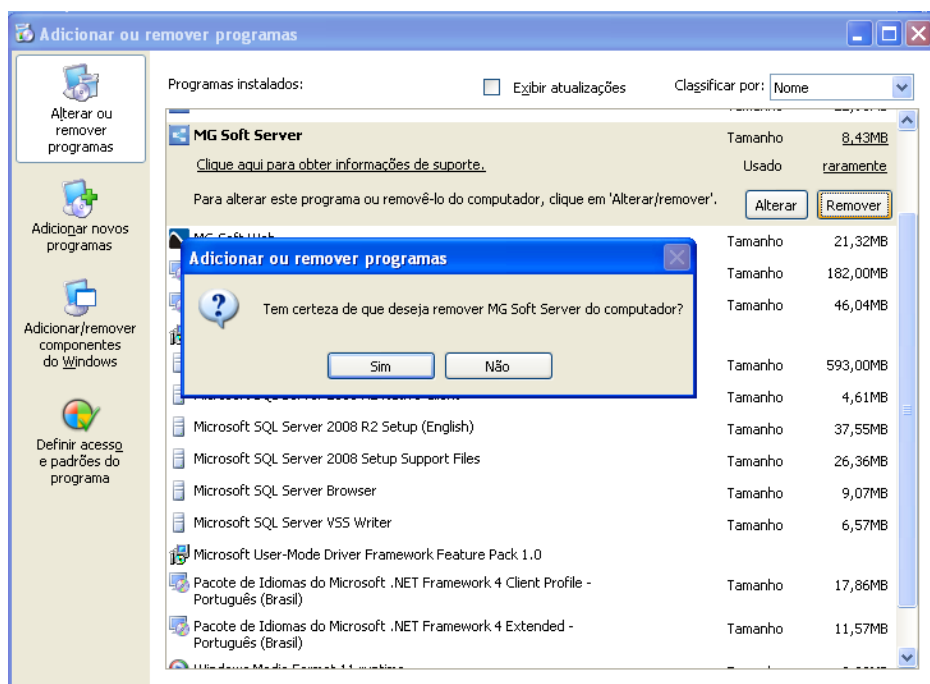 Adicionar ou remover programas
Alterar ou
remover
programas
Adicionar novos
programas
Adicionar/remover
componentes
do Windows
Definir acesso
e padrões do
programa
Programas instalados:
Exibir atualizações
Classificar por: Nome
MG Soft Server Tamanho 8,43MB
Clique aqui para obter informações de suporte. Usado raramente
Para alterar este programa ou removê-lo do computador, clique em 'Alterar/remover'. Alterar Remover
MG Soft Web Tamanho 21,32MB
Tamanho 182,00MB
Tamanho 46,04MB
Tamanho 593,00MB
Adicionar ou remover programas
Tem certeza de que deseja remover MG Soft Server do computador?
Sim Não
Tamanho 4,61MB
Microsoft SQL Server 2008 R2 Setup (English) Tamanho 37,55MB
Microsoft SQL Server 2008 Setup Support Files Tamanho 26,36MB
Microsoft SQL Server Browser Tamanho 9,07MB
Microsoft SQL Server VSS Writer Tamanho 6,57MB
Microsoft User-Mode Driver Framework Feature Pack 1.0
Pacote de Idiomas do Microsoft .NET Framework 4 Client Profile - Tamanho 17,86MB
Português (Brasil)
Pacote de Idiomas do Microsoft .NET Framework 4 Extended - Tamanho 11,57MB
Português (Brasil)